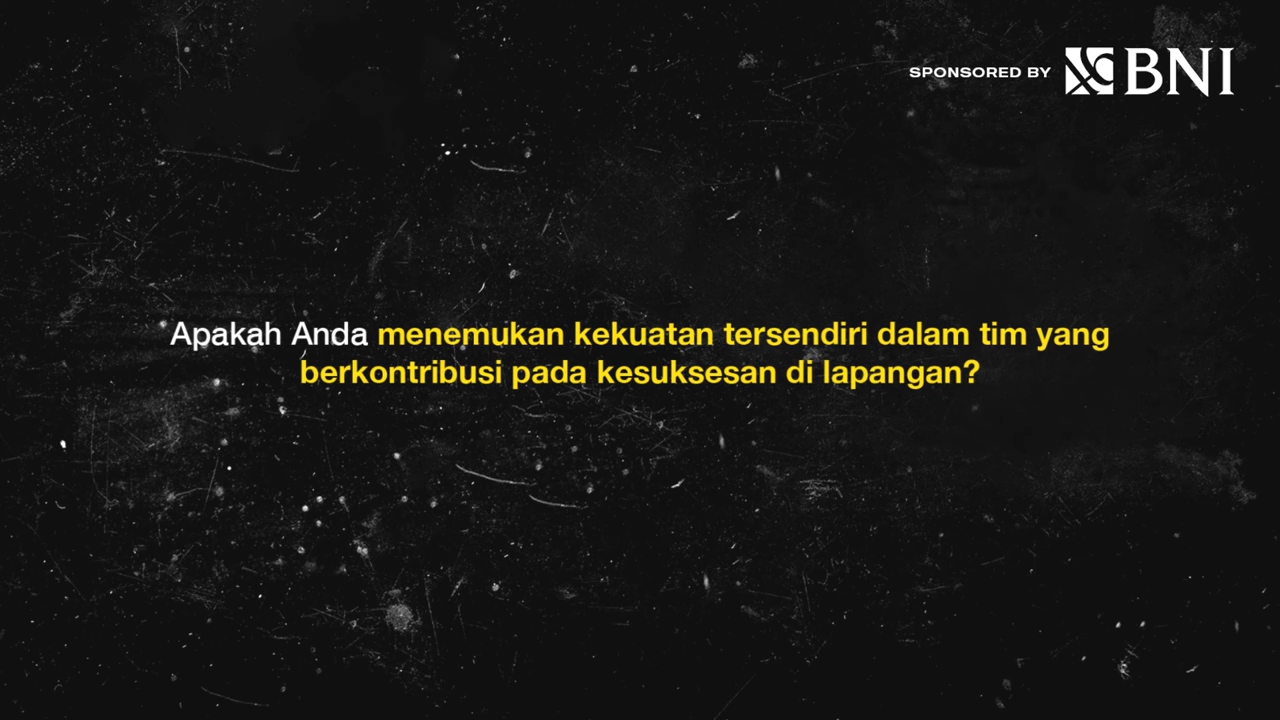 SPONSORED BY BNI
Apakah Anda menemukan kekuatan tersendiri dalam tim yang
berkontribusi pada kesuksesan di lapangan?